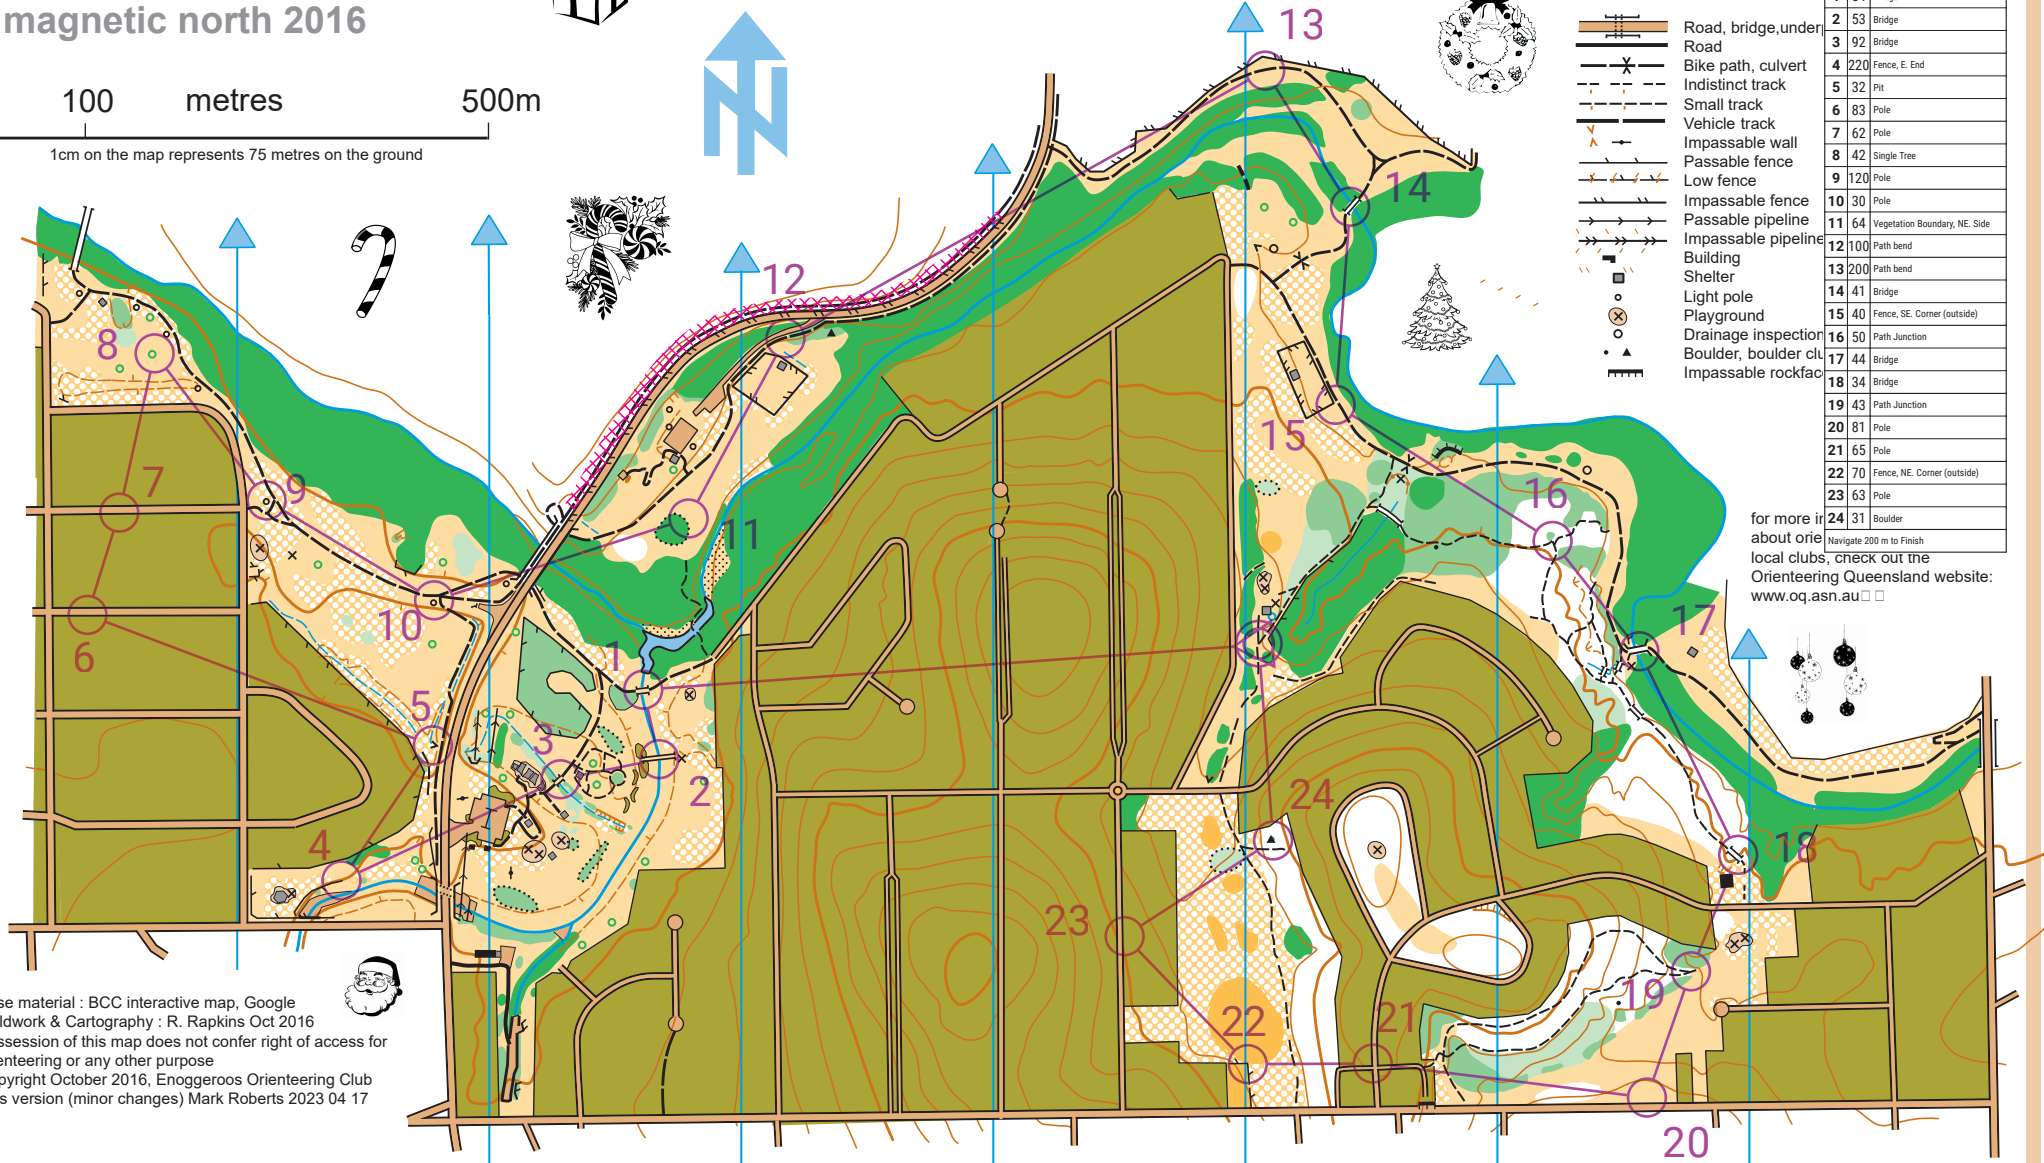 magnetic north 2016
100 metres 500m
1cm on the map represents 75 metres on the ground
Road, bridge,under
Road
Bike path, culvert
Indistinct track
Small track
Vehicle track
Impassable wall
Passable fence
Low fence
Impassable fence
Passable pipeline
Impassable pipeline
Building
Shelter
Light pole
Playground
Drainage inspection
Boulder, boulder clu
Impassable rockfac
2 53 Bridge
3 92 Bridge
4 220 Fence, E. End
5 32 Pit
6 83 Pole
7 62 Pole
8 42 Single Tree
9 120 Pole
10 30 Pole
11 64 Vegetation Boundary, NE. Side
12 100 Path bend
13 200 Path bend
14 41 Bridge
15 40 Fence, SE. Corner (outside)
16 50 Path Junction
17 44 Bridge
18 34 Bridge
19 43 Path Junction
20 81 Pole
21 65 Pole
22 70 Fence, NE. Corner (outside)
23 63 Pole
24 31 Boulder
Navigate 200 m to Finish
for more in
about orie
local clubs, check out the
Orienteering Queensland website:
www.oq.asn.au
13
14
12
8
15
7
9
16
11
10
1
17
6
5
3
2
24
4
18
23
19
22
21
20
se material : BCC interactive map, Google
ldwork & Cartography : R. Rapkins Oct 2016
ssession of this map does not confer right of access for
enteering or any other purpose
pyright October 2016, Enoggeroos Orienteering Club
s version (minor changes) Mark Roberts 2023 04 17